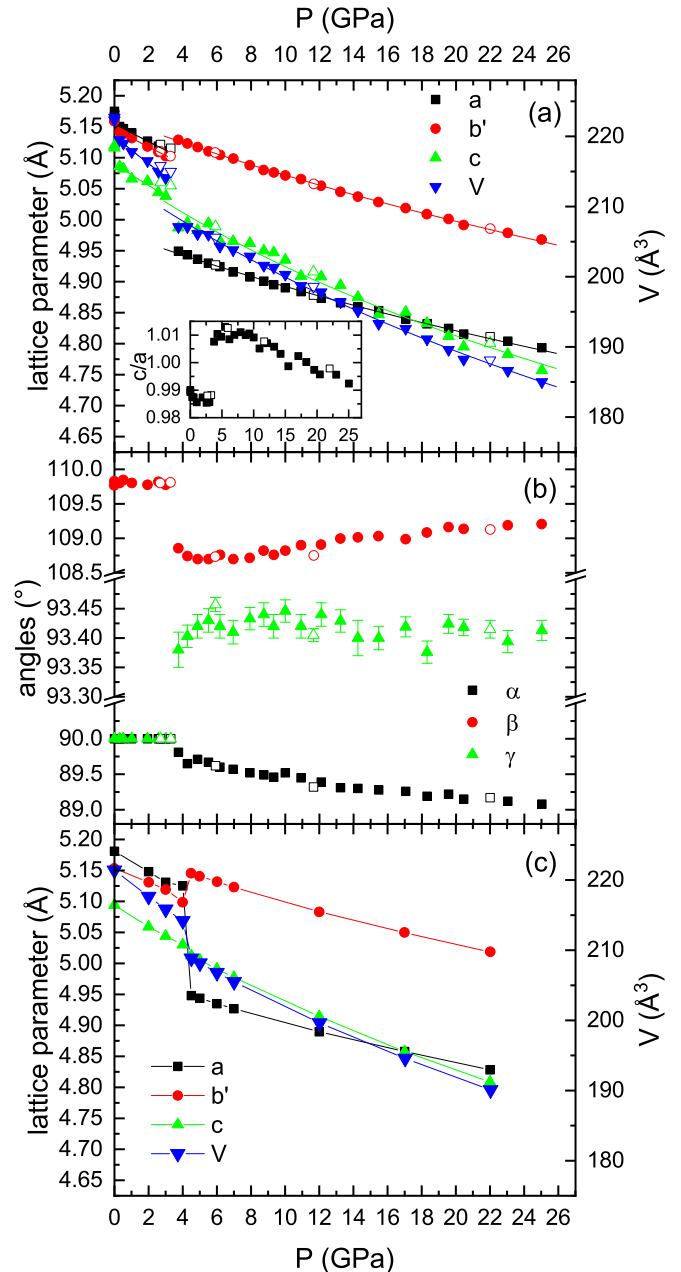 P (GPa)
0 2 4 6 8 10 12 14 16 18 20 22 24 26
(a)
a
b'
c
V
lattice parameter (Å)
5.20
5.15
5.10
5.05
5.00
4.95
4.90
4.85
4.80
4.75
4.70
4.65
V (Å³)
220
210
200
190
180
c/a
1.01
1.00
0.99
0.98
0 5 10 15 20 25
(b)
angles (°)
110.0
109.5
109.0
108.5
93.45
93.40
93.35
93.30
90.0
89.5
89.0
α
β
γ
(c)
lattice parameter (Å)
5.20
5.15
5.10
5.05
5.00
4.95
4.90
4.85
4.80
4.75
4.70
4.65
V (Å³)
220
210
200
190
180
a
b'
c
V
0 2 4 6 8 10 12 14 16 18 20 22 24 26
P (GPa)